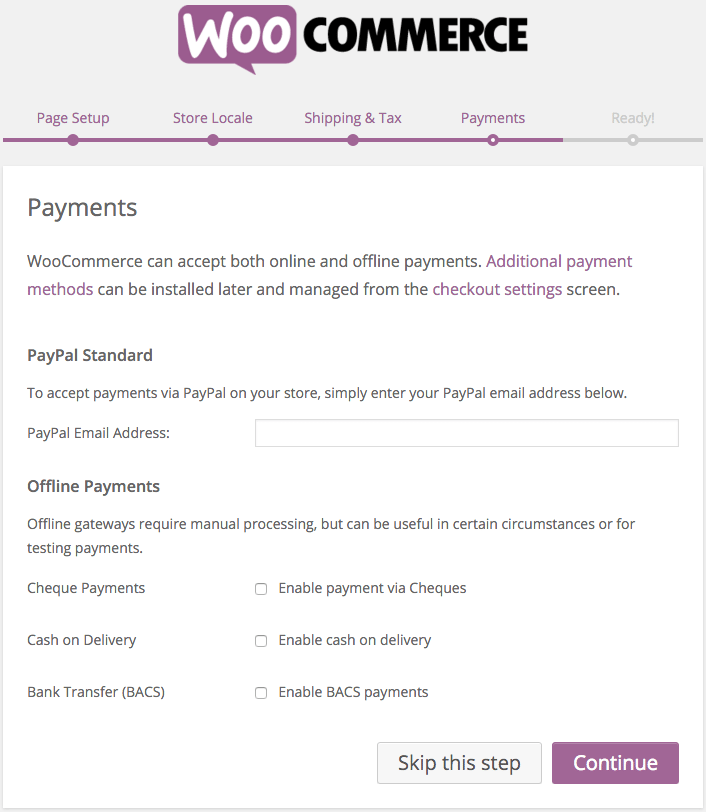 WOO COMMERCE
Page Setup Store Locale Shipping & Tax Payments Ready!
Payments
WooCommerce can accept both online and offline payments. Additional payment
methods can be installed later and managed from the checkout settings screen.
PayPal Standard
To accept payments via PayPal on your store, simply enter your PayPal email address below.
PayPal Email Address:
Offline Payments
Offline gateways require manual processing, but can be useful in certain circumstances or for
testing payments.
Cheque Payments Enable payment via Cheques
Cash on Delivery Enable cash on delivery
Bank Transfer (BACS) Enable BACS payments
Skip this step Continue